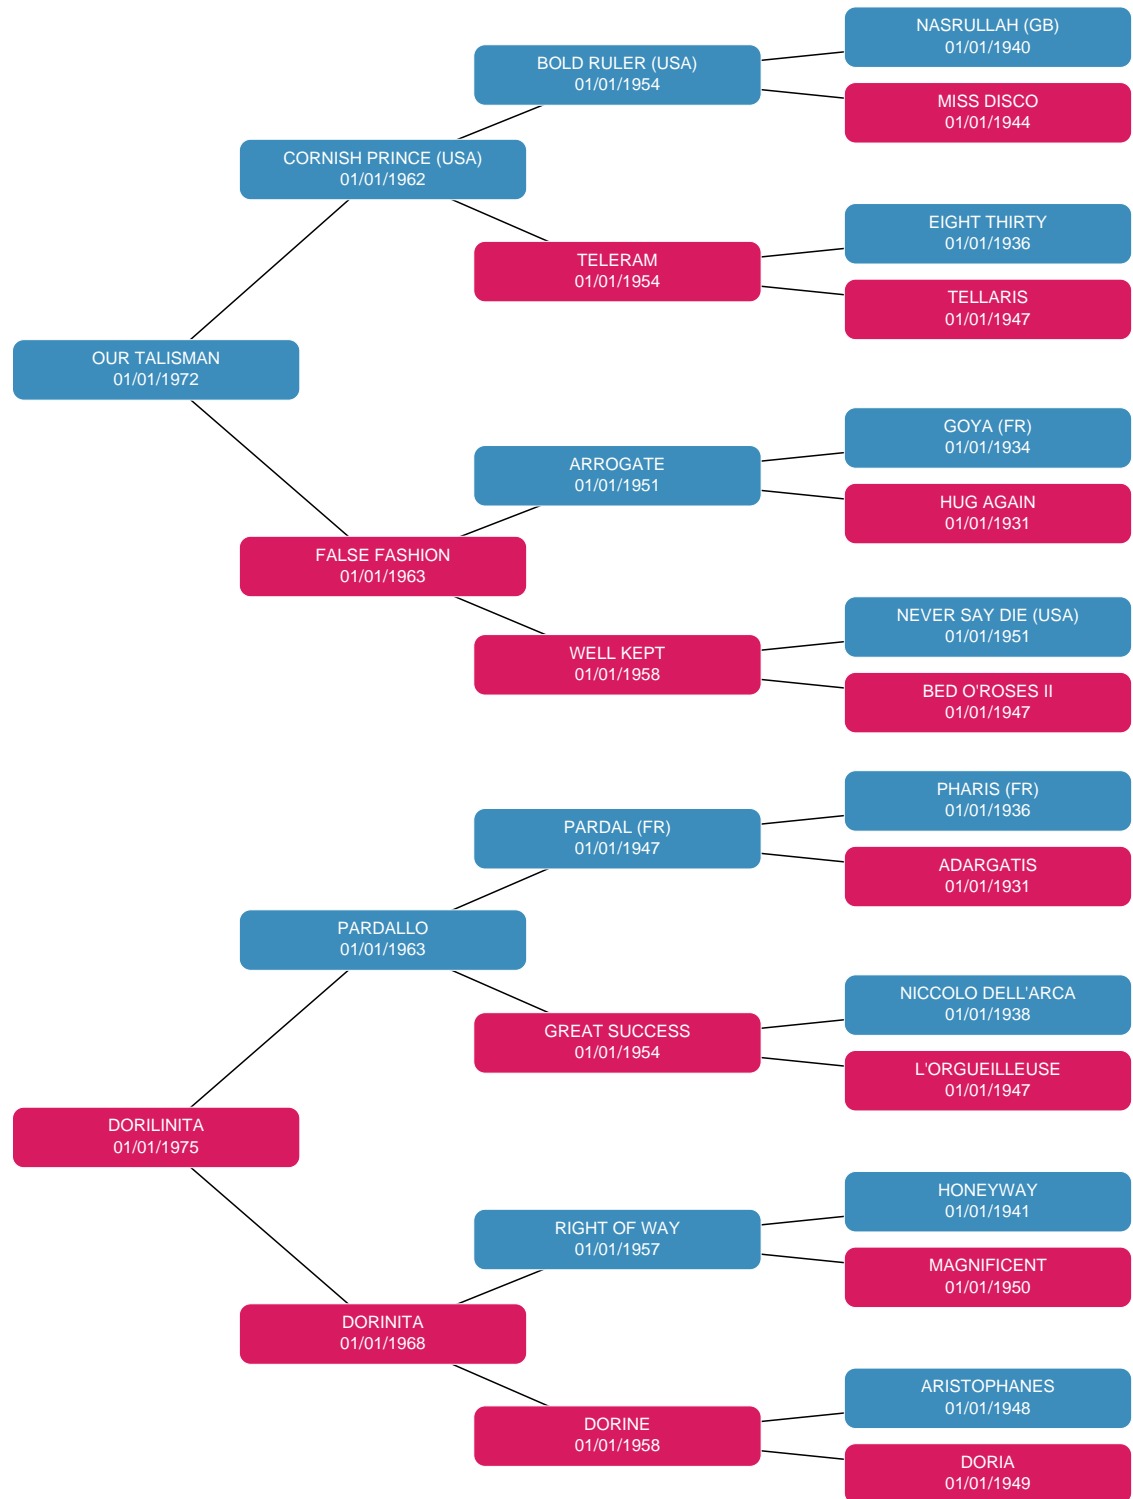 NASRULLAH (GB)
01/01/1940
BOLD RULER (USA)
01/01/1954
MISS DISCO
01/01/1944
CORNISH PRINCE (USA)
01/01/1962
EIGHT THIRTY
01/01/1936
TELERAM
01/01/1954
TELLARIS
01/01/1947
OUR TALISMAN
01/01/1972
GOYA (FR)
01/01/1934
ARROGATE
01/01/1951
HUG AGAIN
01/01/1931
FALSE FASHION
01/01/1963
NEVER SAY DIE (USA)
01/01/1951
WELL KEPT
01/01/1958
BED O'ROSES II
01/01/1947
PHARIS (FR)
01/01/1936
PARDAL (FR)
01/01/1947
ADARGATIS
01/01/1931
PARDALLO
01/01/1963
NICCOLO DELL'ARCA
01/01/1938
GREAT SUCCESS
01/01/1954
L'ORGUEILLEUSE
01/01/1947
DORILINITA
01/01/1975
HONEYWAY
01/01/1941
RIGHT OF WAY
01/01/1957
MAGNIFICENT
01/01/1950
DORINITA
01/01/1968
ARISTOPHANES
01/01/1948
DORINE
01/01/1958
DORIA
01/01/1949